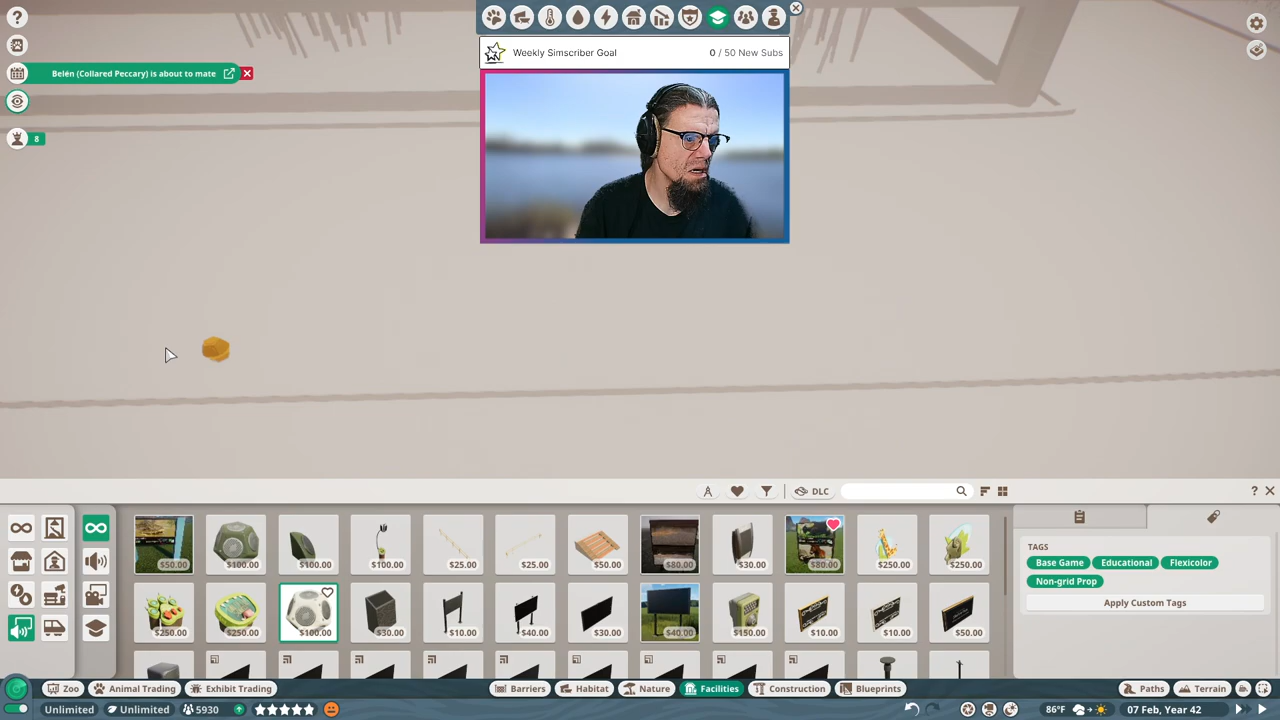 ?
Belén (Collared Peccary) is about to mate
8
Weekly Simscriber Goal
0 / 50 New Subs
DLC
?
$50.00
$100.00
$100.00
$100.00
$25.00
$25.00
$50.00
$80.00
$30.00
$80.00
$250.00
$250.00
$250.00
$250.00
$100.00
$30.00
$10.00
$40.00
$30.00
$40.00
$150.00
$10.00
$10.00
$50.00
TAGS
Base Game
Educational
Flexicolor
Non-grid Prop
Apply Custom Tags
Zoo
Animal Trading
Exhibit Trading
Barriers
Habitat
Nature
Facilities
Construction
Blueprints
Paths
Terrain
Unlimited
Unlimited
5930
86°F
07 Feb, Year 42